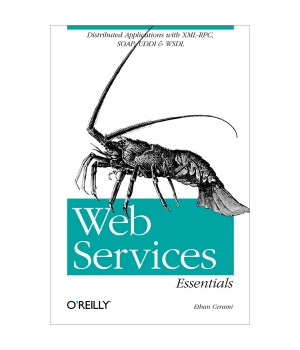 Distributed Applications with XML-RPC,
SOAP, UDDI & WSDL
Web
Services
Essentials
O'REILLY
Ethan Cerami